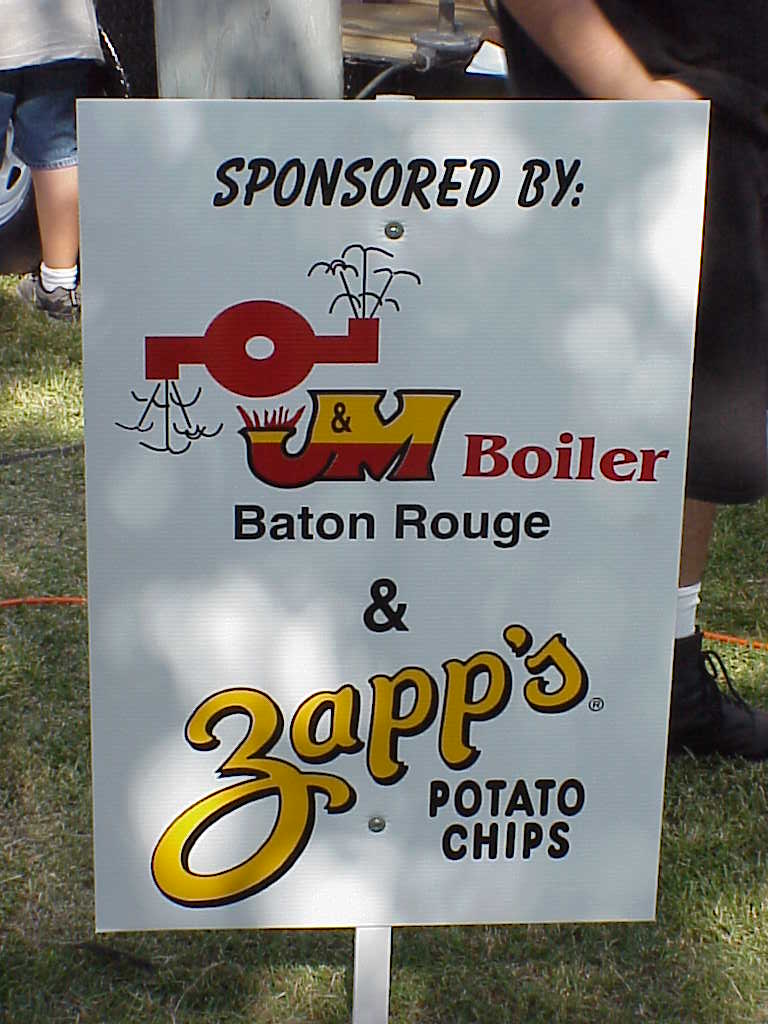 SPONSORED BY:
J&M Boiler
Baton Rouge
&
Zapp's®
POTATO
CHIPS